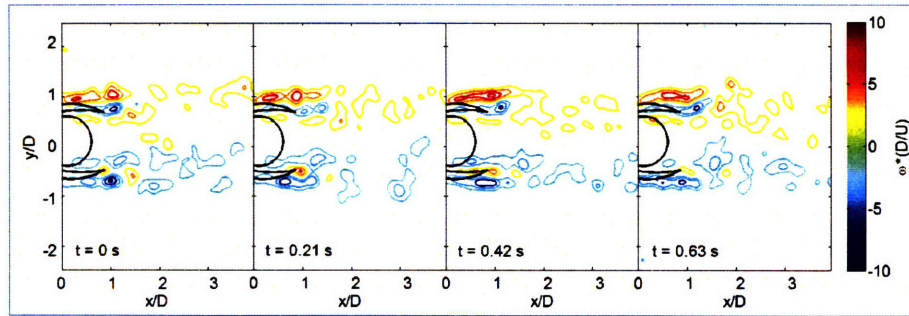 2
1
0
-1
-2
y/D
t = 0 s
t = 0.21 s
t = 0.42 s
t = 0.63 s
0 1 2 3
0 1 2 3
0 1 2 3
0 1 2 3
x/D
x/D
x/D
x/D
10
5
0
-5
-10
ω*(D/U)